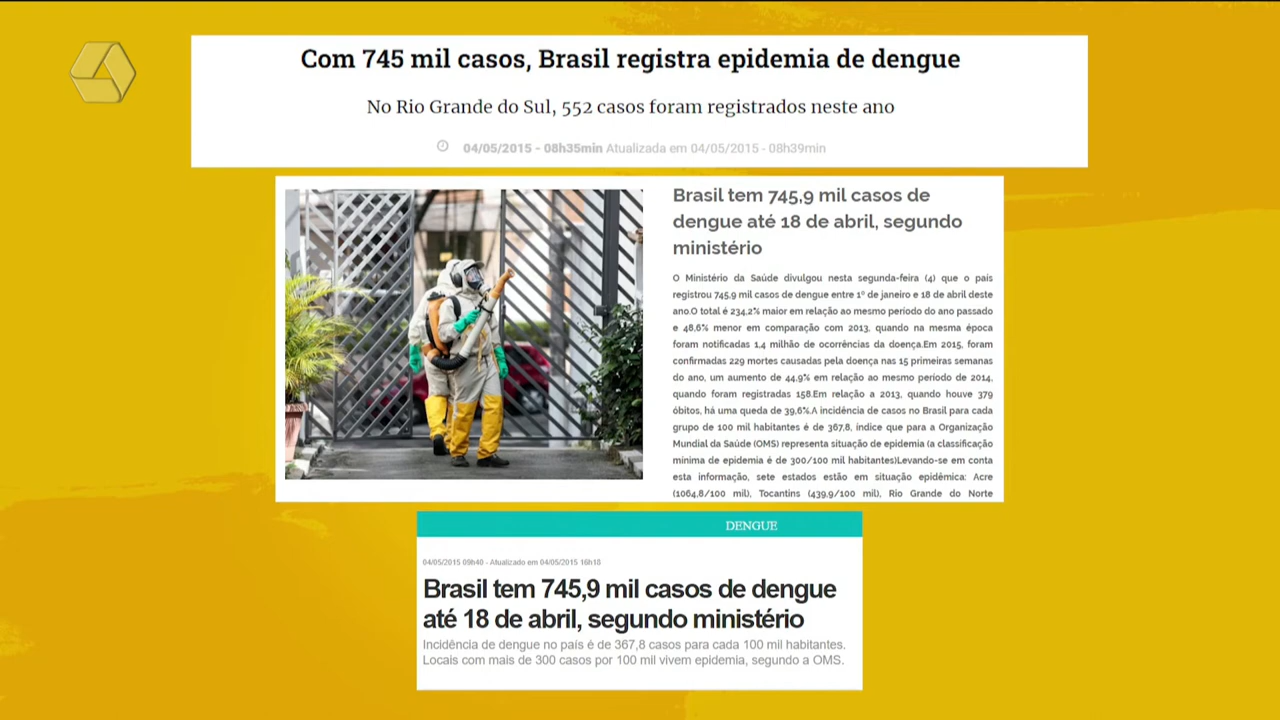 Com 745 mil casos, Brasil registra epidemia de dengue
No Rio Grande do Sul, 552 casos foram registrados neste ano
04/05/2015 - 08h35min Atualizada em 04/05/2015 - 08h39min
Brasil tem 745,9 mil casos de
dengue até 18 de abril, segundo
ministério
O Ministério da Saúde divulgou nesta segunda-feira (4) que o país
registrou 745,9 mil casos de dengue entre 1º de janeiro e 18 de abril deste
ano.O total é 234,2% maior em relação ao mesmo período do ano passado
e 48,6% menor em comparação com 2013, quando na mesma época
foram notificadas 1,4 milhão de ocorrências da doença.Em 2015, foram
confirmadas 229 mortes causadas pela doença nas 15 primeiras semanas
do ano, um aumento de 44,9% em relação ao mesmo período de 2014,
quando foram registradas 158.Em relação a 2013, quando houve 379
óbitos, há uma queda de 39,6%.A incidência de casos no Brasil para cada
grupo de 100 mil habitantes é de 367,8, índice que para a Organização
Mundial da Saúde (OMS) representa situação de epidemia (a classificação
mínima de epidemia é de 300/100 mil habitantes)Levando-se em conta
esta informação, sete estados estão em situação epidêmica: Acre
(1064,8/100 mil), Tocantins (439,9/100 mil), Rio Grande do Norte
DENGUE
04/05/2015 09h40 - Atualizado em 04/05/2015 16h18
Brasil tem 745,9 mil casos de dengue
até 18 de abril, segundo ministério
Incidência de dengue no país é de 367,8 casos para cada 100 mil habitantes.
Locais com mais de 300 casos por 100 mil vivem epidemia, segundo a OMS.